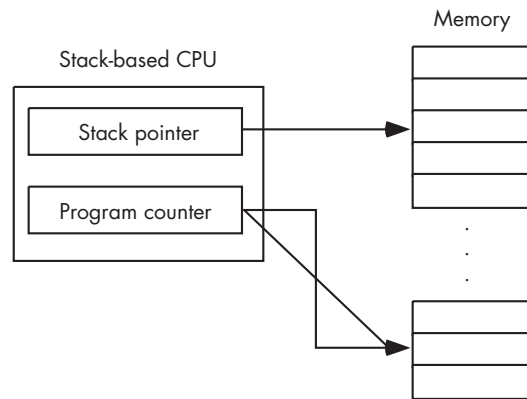 Memory
Stack-based CPU
Stack pointer
Program counter
.
.
.